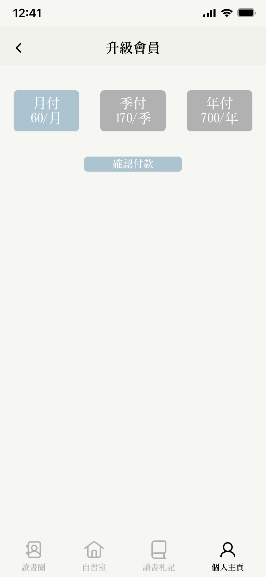 12:41
升級會員
月付
60/月
季付
170/季
年付
700/年
確認付款
讀書圈
自習室
讀書札記
個人主頁